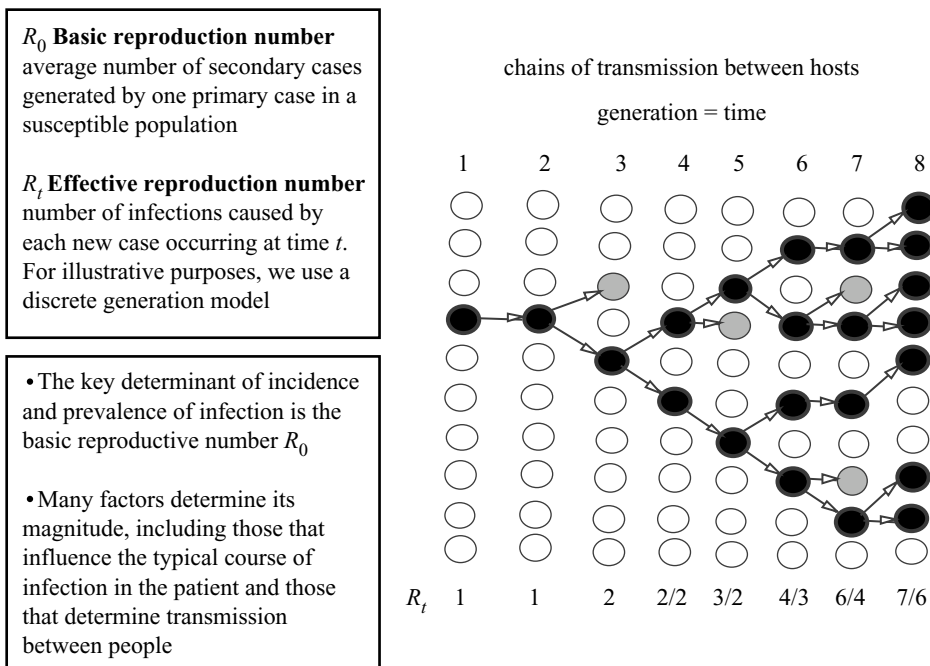 R0 Basic reproduction number
average number of secondary cases
generated by one primary case in a
susceptible population
Rt Effective reproduction number
number of infections caused by
each new case occurring at time t.
For illustrative purposes, we use a
discrete generation model
• The key determinant of incidence
and prevalence of infection is the
basic reproductive number R0
• Many factors determine its
magnitude, including those that
influence the typical course of
infection in the patient and those
that determine transmission
between people
chains of transmission between hosts
generation = time
1 2 3 4 5 6 7 8
Rt 1 1 2 2/2 3/2 4/3 6/4 7/6